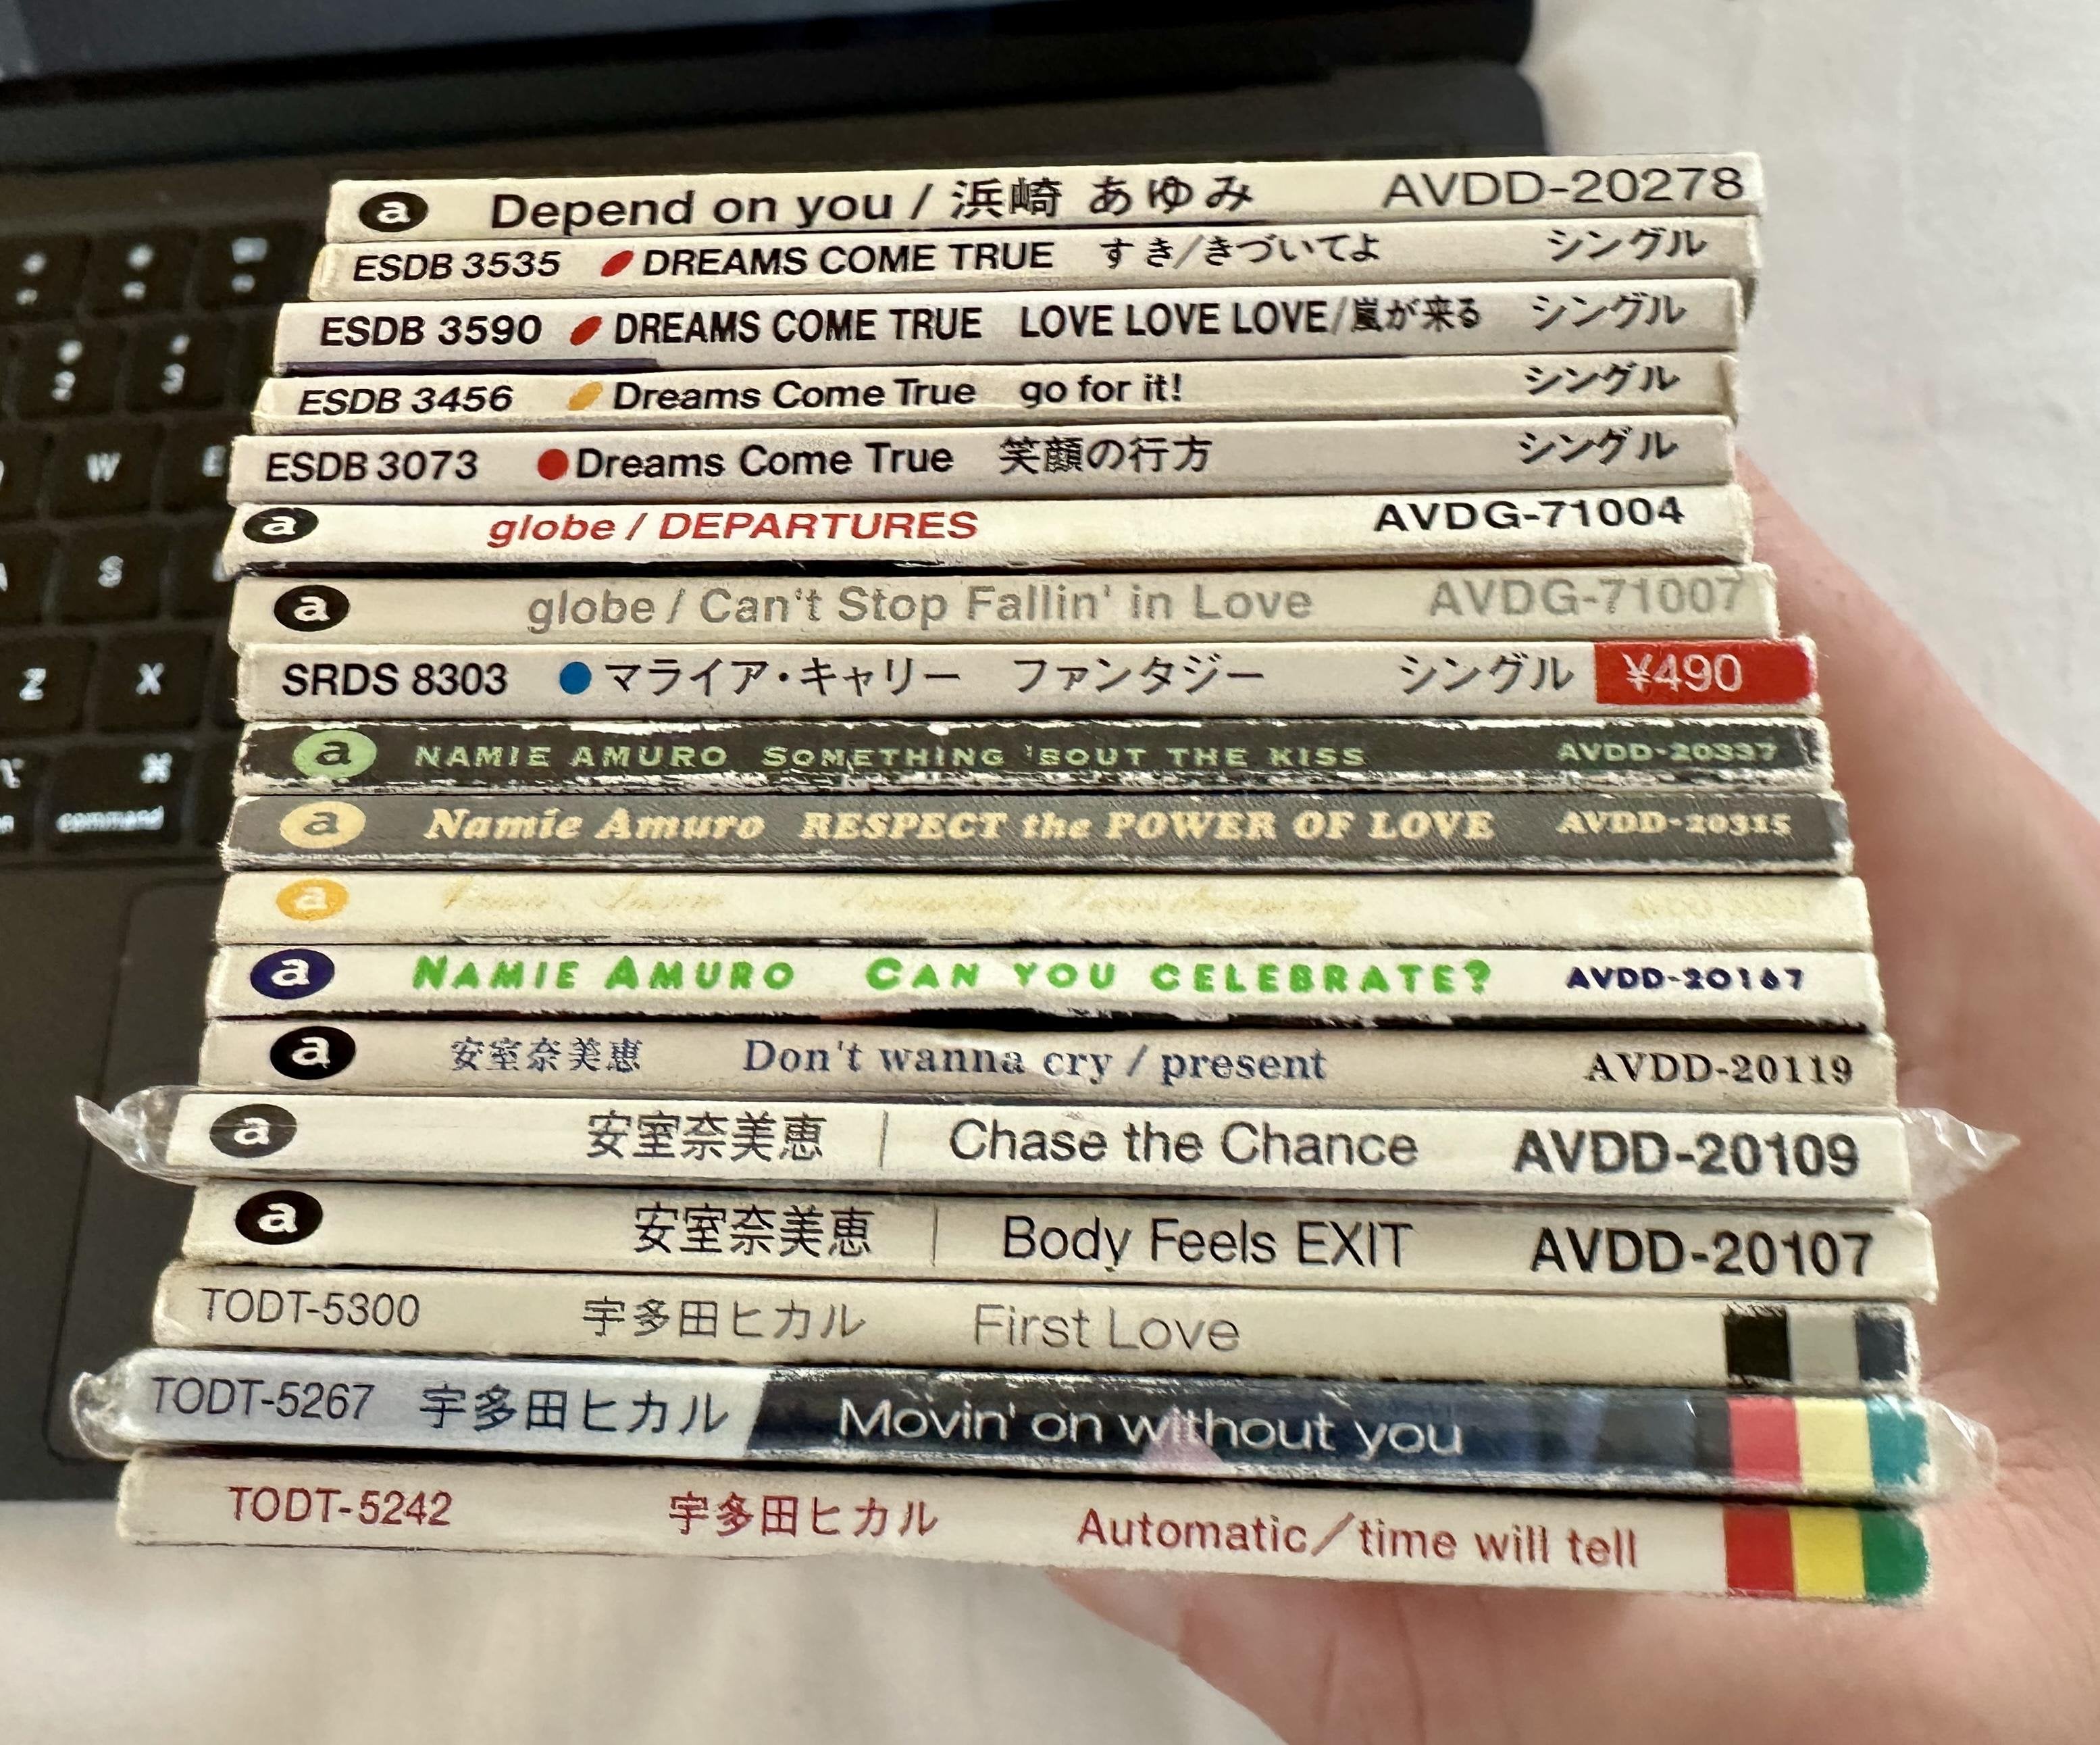 W
E
2
3
S
Z
X
command
a Depend on you / 浜崎 あゆみ AVDD-20278
ESDB 3535 DREAMS COME TRUE すき/きづいてよ シングル
ESDB 3590 DREAMS COME TRUE LOVE LOVE LOVE/嵐が来る シングル
ESDB 3456 Dreams Come True go for it! シングル
ESDB 3073 Dreams Come True 笑顔の行方 シングル
a globe / DEPARTURES AVDG-71004
a globe / Can't Stop Fallin' in Love AVDG-71007
SRDS 8303 マライア・キャリー ファンタジー シングル ¥490
a NAMIE AMURO SOMETHING 'BOUT THE KISS AVDD-20337
a Namie Amuro RESPECT the POWER OF LOVE AVDD-20315
a
a NAMIE AMURO CAN YOU CELEBRATE? AVDD-20167
a 安室奈美恵 Don't wanna cry / present AVDD-20119
a 安室奈美恵 | Chase the Chance AVDD-20109
a 安室奈美恵 | Body Feels EXIT AVDD-20107
TODT-5300 宇多田ヒカル First Love
TODT-5267 宇多田ヒカル Movin' on without you
TODT-5242 宇多田ヒカル Automatic/time will tell